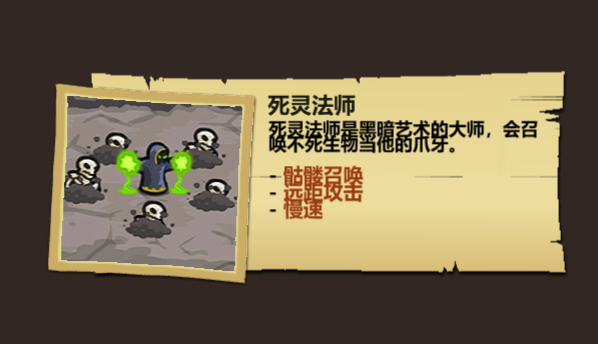 死灵法师
死灵法师是黑暗艺术的大师，会召
唤不死生物当他的爪牙。
- 骷髅召唤
- 远距攻击
- 慢速